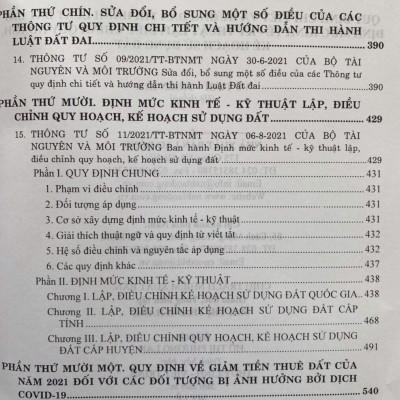 PHẦN THỨ CHÍN. SỬA ĐỔI, BỔ SUNG MỘT SỐ ĐIỀU CỦA CÁC
THÔNG TƯ QUY ĐỊNH CHI TIẾT VÀ HƯỚNG DẪN THI HÀNH
LUẬT ĐẤT ĐAI 390
14. THÔNG TƯ SỐ 09/2021/TT-BTNMT NGÀY 30-6-2021 CỦA BỘ TÀI
NGUYÊN VÀ MÔI TRƯỜNG Sửa đổi, bổ sung một số điều của các Thông tư
quy định chi tiết và hướng dẫn thi hành Luật Đất đai 390
PHẦN THỨ MƯỜI. ĐỊNH MỨC KINH TẾ - KỸ THUẬT LẬP, ĐIỀU
CHỈNH QUY HOẠCH, KẾ HOẠCH SỬ DỤNG ĐẤT 429
15. THÔNG TƯ SỐ 11/2021/TT-BTNMT NGÀY 06-8-2021 CỦA BỘ TÀI
NGUYÊN VÀ MÔI TRƯỜNG Ban hành Định mức kinh tế - kỹ thuật lập,
điều chỉnh quy hoạch, kế hoạch sử dụng đất 429
Phần I. QUY ĐỊNH CHUNG 431
1. Phạm vi điều chỉnh 431
2. Đối tượng áp dụng 431
3. Cơ sở xây dựng định mức kinh tế - kỹ thuật 431
4. Giải thích thuật ngữ và quy định từ viết tắt 432
5. Hệ số điều chỉnh và nguyên tắc áp dụng 432
6. Các quy định khác 438
Phần II. ĐỊNH MỨC KINH TẾ - KỸ THUẬT 438
Chương I. LẬP, ĐIỀU CHỈNH KẾ HOẠCH SỬ DỤNG ĐẤT QUỐC GIA 438
Chương II. LẬP, ĐIỀU CHỈNH KẾ HOẠCH SỬ DỤNG ĐẤT CẤP
TỈNH 468
Chương III. LẬP, ĐIỀU CHỈNH QUY HOẠCH, KẾ HOẠCH SỬ DỤNG
ĐẤT CẤP HUYỆN 491
PHẦN THỨ MƯỜI MỘT. QUY ĐỊNH VỀ GIẢM TIỀN THUÊ ĐẤT CỦA
NĂM 2021 ĐỐI VỚI CÁC ĐỐI TƯỢNG BỊ ẢNH HƯỞNG BỞI DỊCH
COVID-19 540